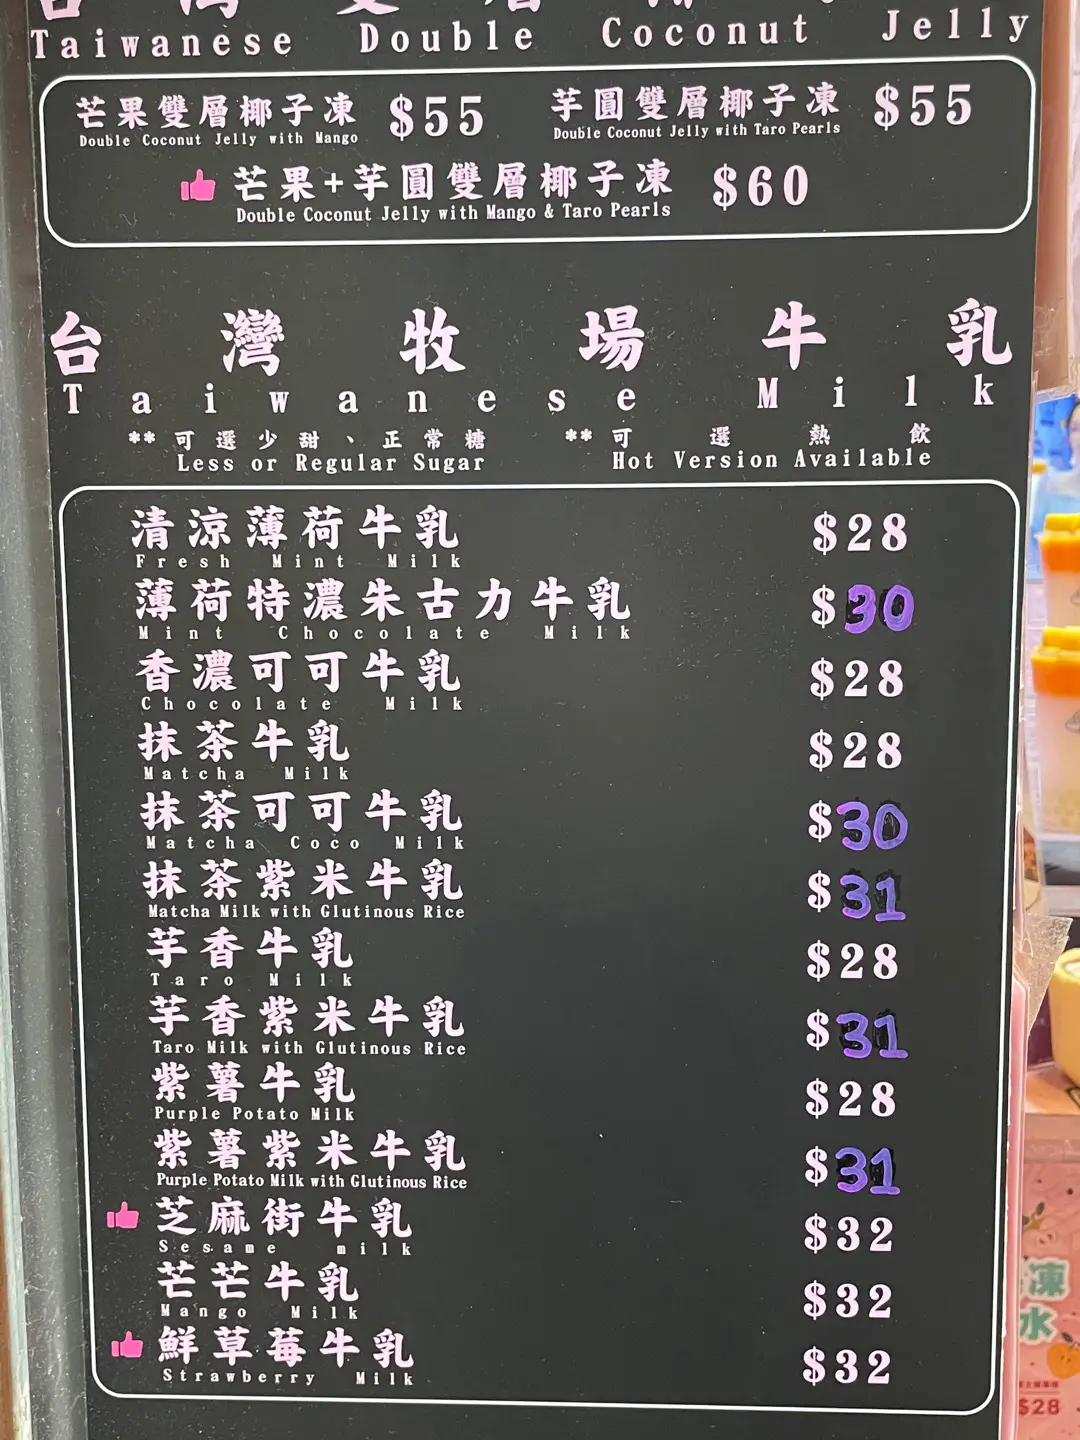 Taiwanese Double Coconut Jelly
芒果雙層椰子凍 $55
Double Coconut Jelly with Mango
芋圓雙層椰子凍 $55
Double Coconut Jelly with Taro Pearls
芒果+芋圓雙層椰子凍 $60
Double Coconut Jelly with Mango & Taro Pearls
台灣牧場牛乳
Taiwanese Milk
**可選少甜、正常糖
Less or Regular Sugar
**可選熱飲
Hot Version Available
清涼薄荷牛乳 $28
Fresh Mint Milk
薄荷特濃朱古力牛乳 $30
Mint Chocolate Milk
香濃可可牛乳 $28
Chocolate Milk
抹茶牛乳 $28
Matcha Milk
抹茶可可牛乳 $30
Matcha Coco Milk
抹茶紫米牛乳 $31
Matcha Milk with Glutinous Rice
芋香牛乳 $28
Taro Milk
芋香紫米牛乳 $31
Taro Milk with Glutinous Rice
紫薯牛乳 $28
Purple Potato Milk
紫薯紫米牛乳 $31
Purple Potato Milk with Glutinous Rice
芝麻街牛乳 $32
Sesame milk
芒芒牛乳 $32
Mango Milk
鮮草莓牛乳 $32
Strawberry Milk
凍
水
$28